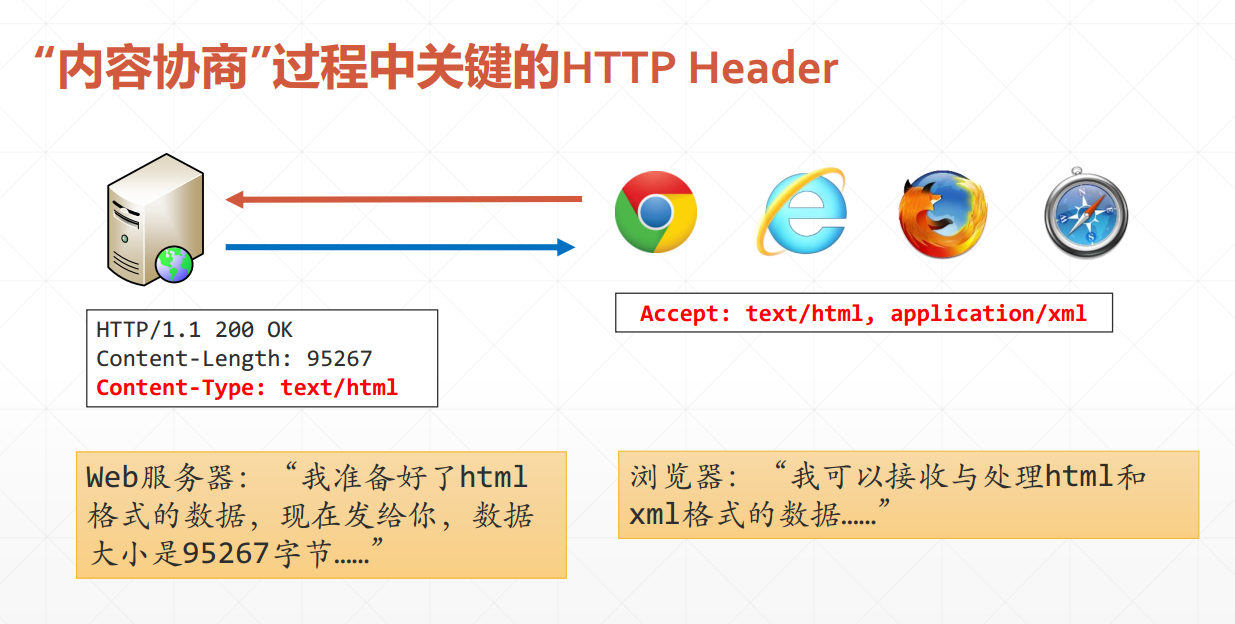 “内容协商”过程中关键的HTTP Header
HTTP/1.1 200 OK
Content-Length: 95267
Content-Type: text/html
Accept: text/html, application/xml
Web服务器：“我准备好了html
格式的数据，现在发给你，数据
大小是95267字节……”
浏览器：“我可以接收与处理html和
xml格式的数据……”